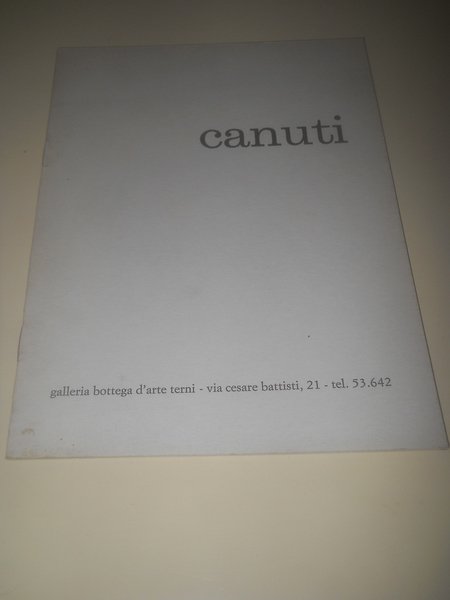 canuti
galleria bottega d'arte terni - via cesare battisti, 21 - tel. 53.642